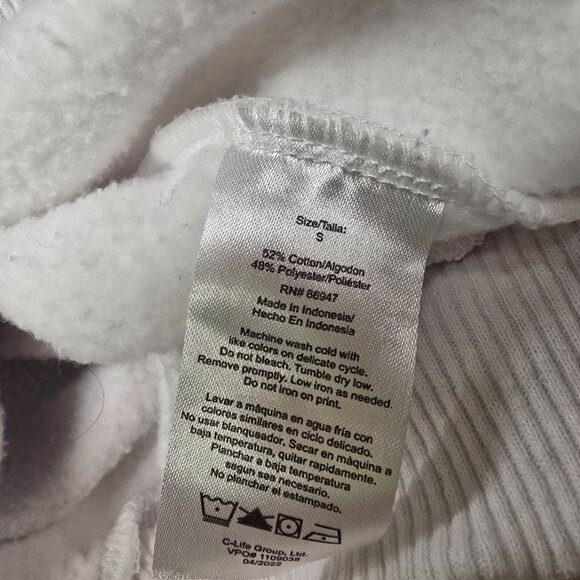 Size/Talla:
S
52% Cotton/Algodon
48% Polyester/Poliéster
RN# 86947
Made In Indonesia/
Hecho En Indonesia
Machine wash cold with
like colors on delicate cycle.
Do not bleach. Tumble dry low.
Remove promptly. Low iron as needed.
Do not iron on print.
Lavar a máquina en agua fría con
colores similares en ciclo delicado.
No usar blanqueador. Secar en máquina a
baja temperatura, quitar rapidamente.
Planchar a baja temperatura
segun sea necesario.
No planchar el estampado.
C-Life Group, Ltd.
VPO# 1109038
04/2022